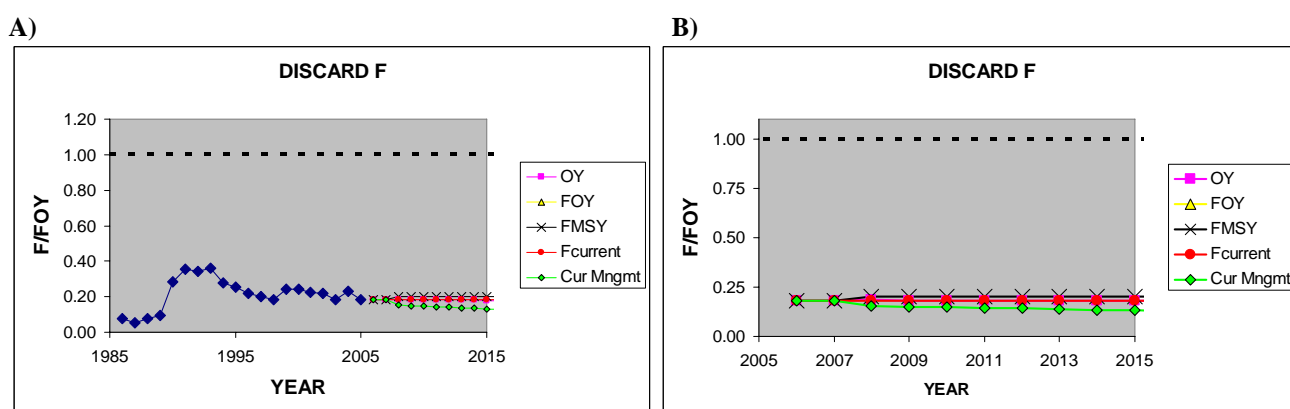 A)
DISCARD F
1.20
1.00
0.80
0.60
0.40
0.20
0.00
F/FOY
1985 1995 2005 2015
YEAR
OY
FOY
FMSY
Fcurrent
Cur Mngmt
B)
DISCARD F
1.00
0.75
0.50
0.25
0.00
F/FOY
2005 2007 2009 2011 2013 2015
YEAR
OY
FOY
FMSY
Fcurrent
Cur Mngmt